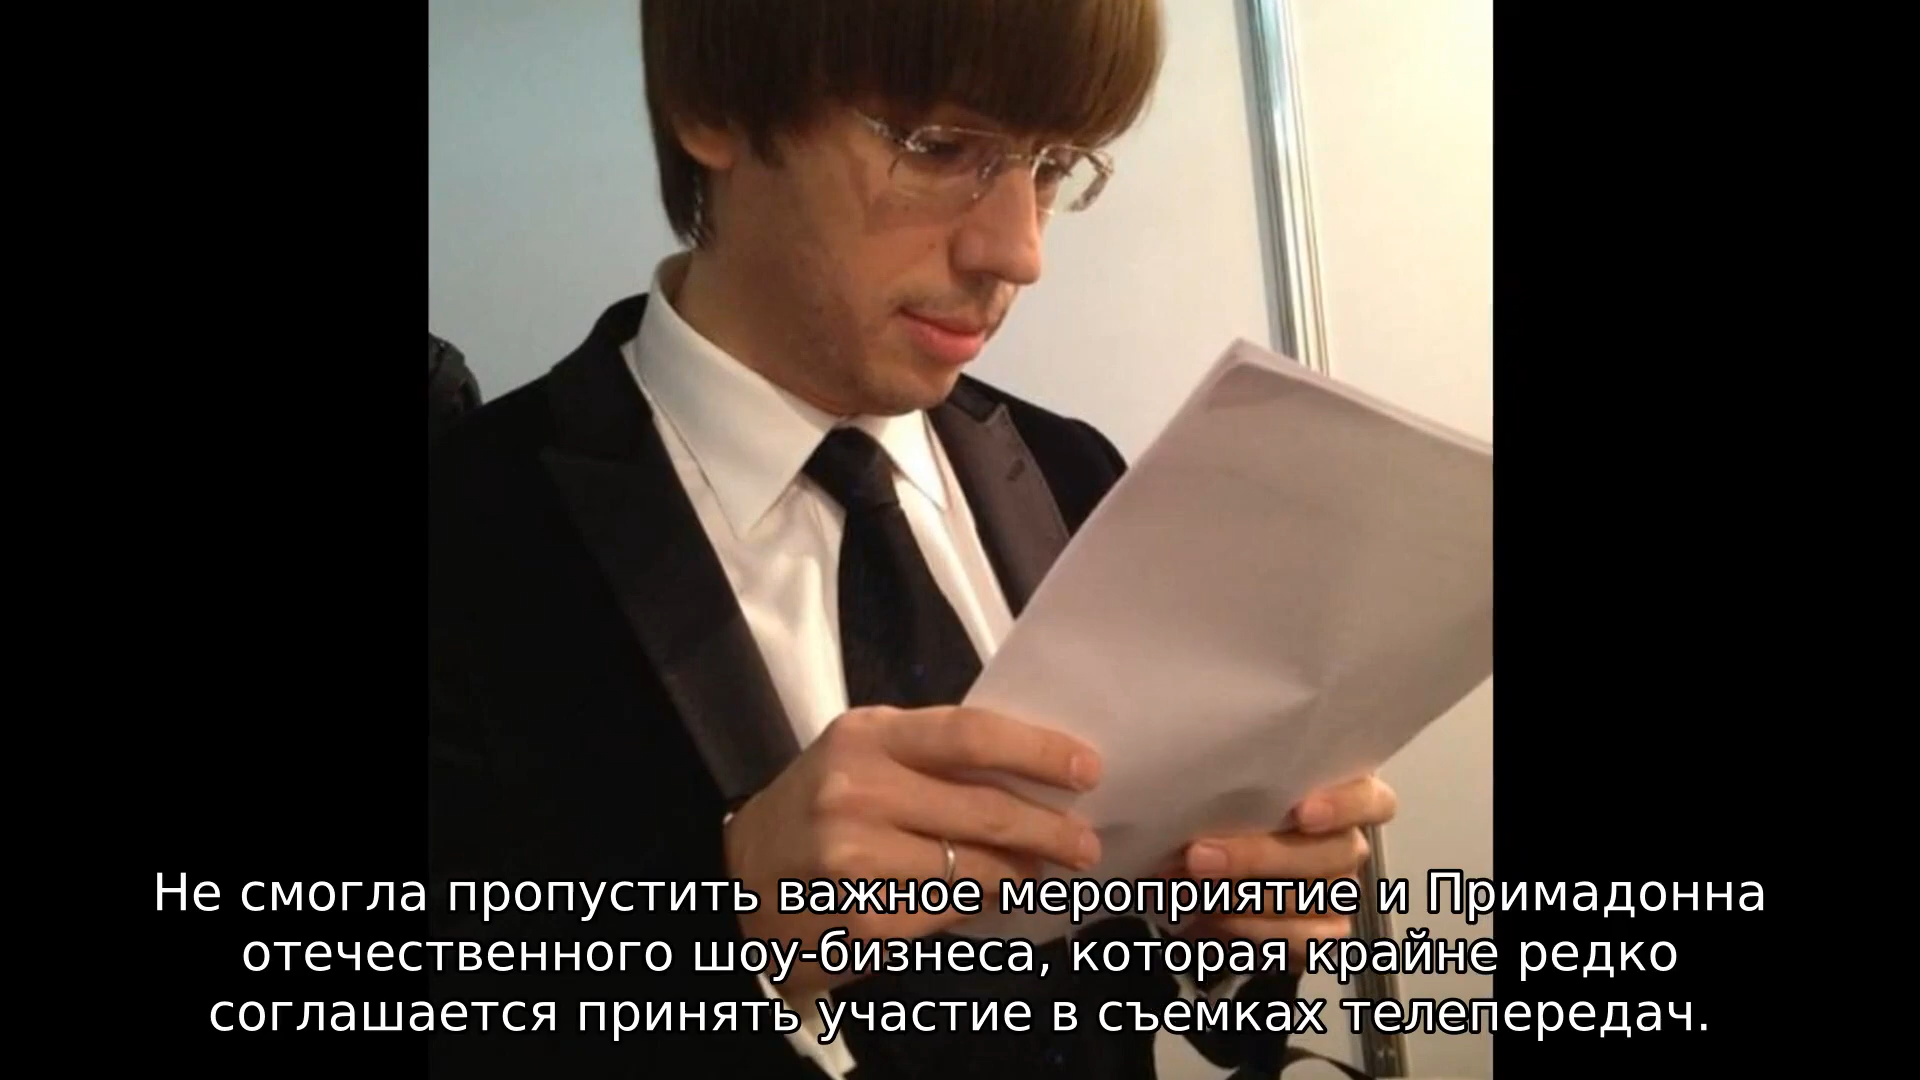 Не смогла пропустить важное мероприятие и Примадонна
отечественного шоу-бизнеса, которая крайне редко
соглашается принять участие в съемках телепередач.